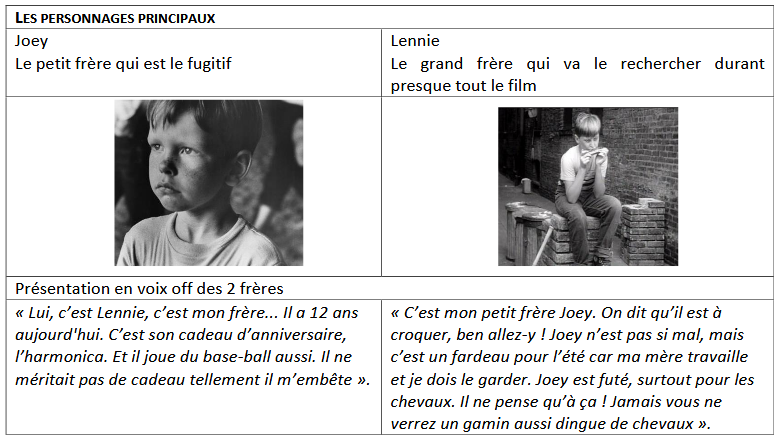 LES PERSONNAGES PRINCIPAUX
Joey
Le petit frère qui est le fugitif
Lennie
Le grand frère qui va le rechercher durant
presque tout le film
Présentation en voix off des 2 frères
« Lui, c’est Lennie, c’est mon frère... Il a 12 ans
aujourd'hui. C’est son cadeau d’anniversaire,
l’harmonica. Et il joue du base-ball aussi. Il ne
méritait pas de cadeau tellement il m’embête ».
« C’est mon petit frère Joey. On dit qu’il est à
croquer, ben allez-y ! Joey n’est pas si mal, mais
c’est un fardeau pour l’été car ma mère travaille
et je dois le garder. Joey est futé, surtout pour les
chevaux. Il ne pense qu’à ça ! Jamais vous ne
verrez un gamin aussi dingue de chevaux ».